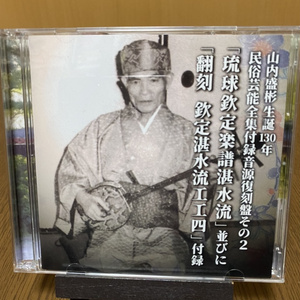 山内盛彬 生誕130年
民俗芸能全集付録音源復刻盤その2
「琉球欽定楽譜湛水流」並びに
「翻刻 欽定湛水流工工四」付録